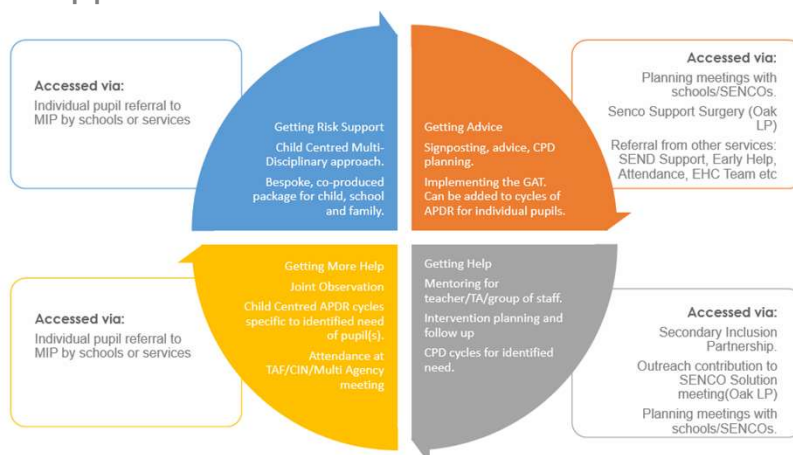 Accessed via:
Individual pupil referral to
MIP by schools or services
Getting Risk Support
Child Centred Multi-
Disciplinary approach.
Bespoke, co-produced
package for child, school
and family.
Getting Advice
Signposting, advice, CPD
planning.
Implementing the GAT.
Can be added to cycles of
APDR for individual pupils.
Accessed via:
Planning meetings with
schools/SENCOs.
Senco Support Surgery (Oak
LP)
Referral from other services:
SEND Support, Early Help,
Attendance, EHC Team etc
Accessed via:
Individual pupil referral to
MIP by schools or services
Getting More Help
Joint Observation
Child Centred APDR cycles
specific to identified need
of pupil(s).
Attendance at
TAF/CIN/Multi Agency
meeting
Getting Help
Mentoring for
teacher/TA/group of staff.
Intervention planning and
follow up
CPD cycles for identified
need.
Accessed via:
Secondary Inclusion
Partnership.
Outreach contribution to
SENCO Solution
meeting(Oak LP)
Planning meetings with
schools/SENCOs.